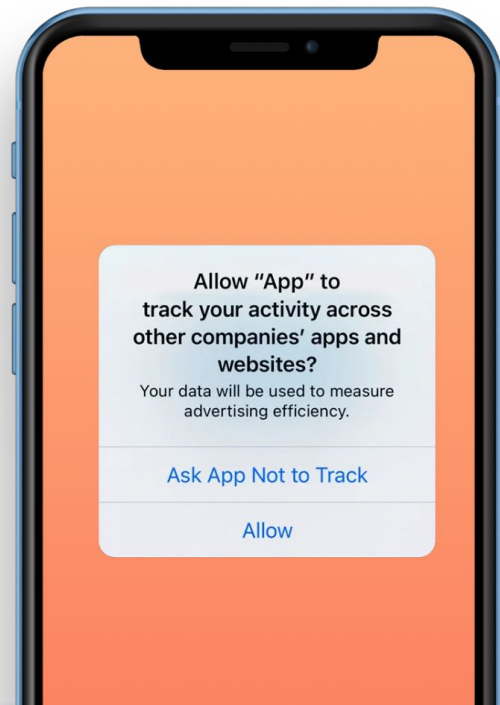 Allow “App” to
track your activity across
other companies’ apps and
websites?
Your data will be used to measure
advertising efficiency.
Ask App Not to Track
Allow